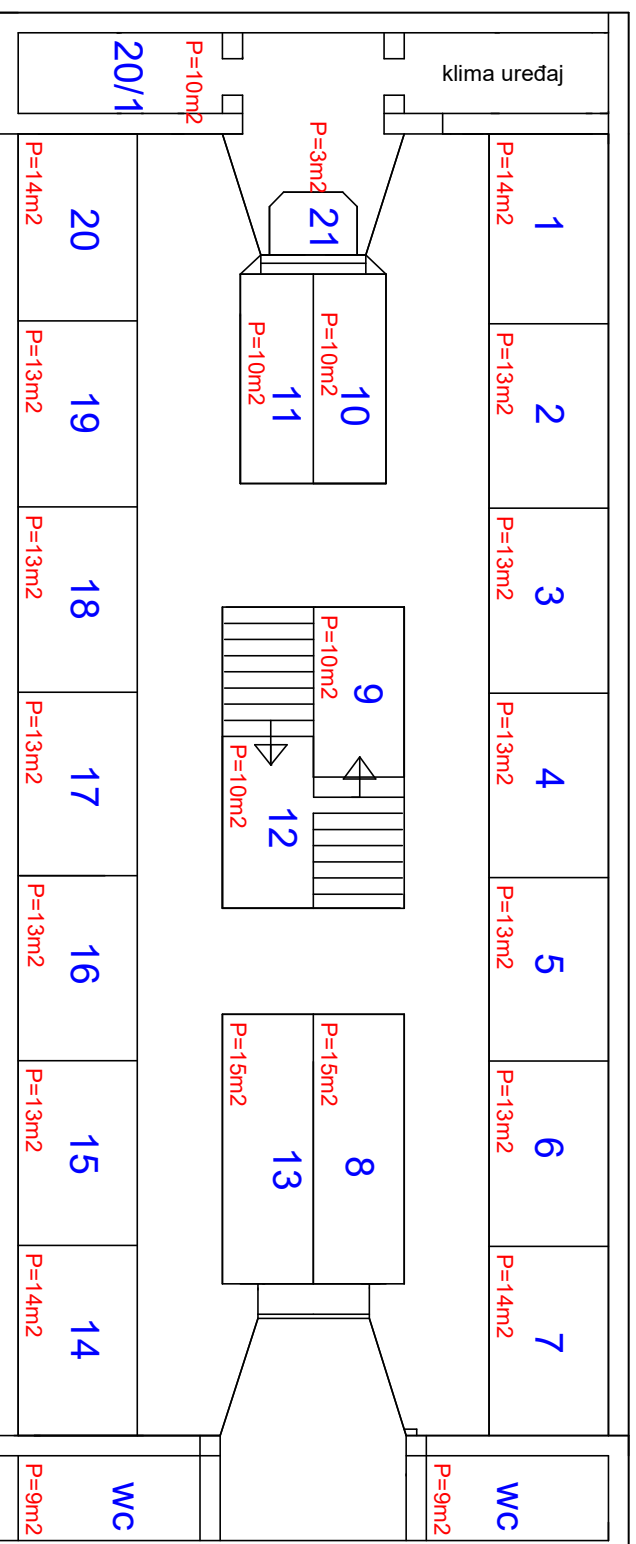 klima uređaj
20/1
P=10m2
P=3m2
21
1
P=14m2
2
P=13m2
3
P=13m2
4
P=13m2
5
P=13m2
6
P=13m2
7
P=14m2
10
P=10m2
11
P=10m2
9
P=10m2
12
P=10m2
8
P=15m2
13
P=15m2
20
P=14m2
19
P=13m2
18
P=13m2
17
P=13m2
16
P=13m2
15
P=13m2
14
P=14m2
WC
P=9m2
WC
P=9m2